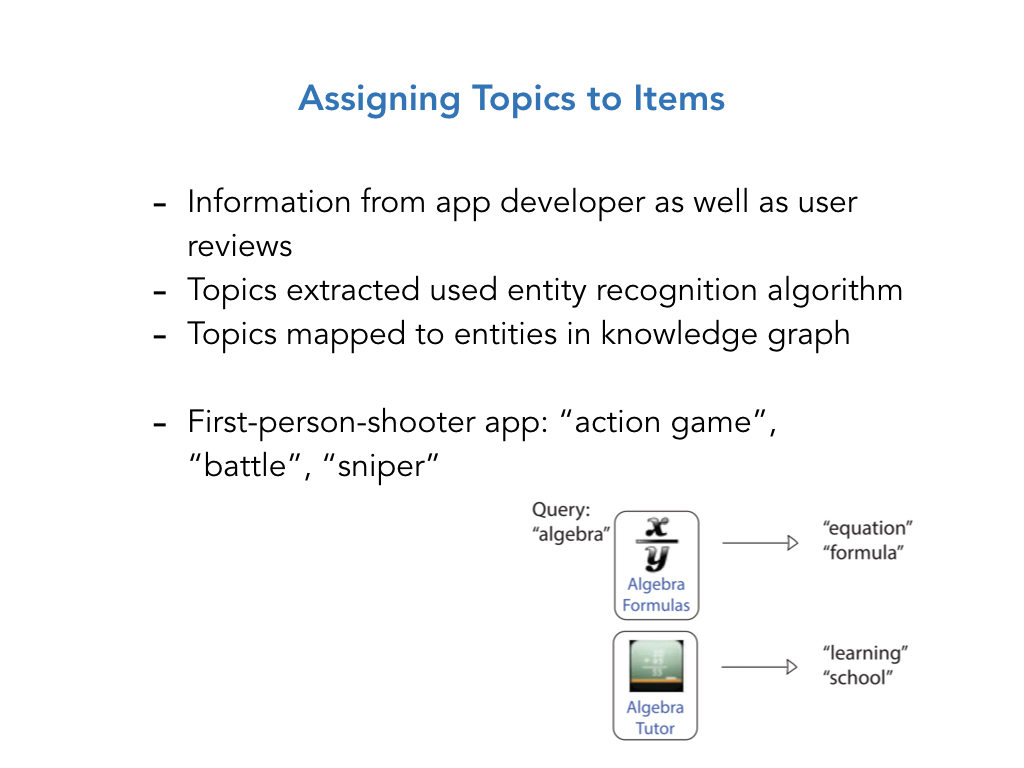 Assigning Topics to Items
- Information from app developer as well as user
reviews
- Topics extracted used entity recognition algorithm
- Topics mapped to entities in knowledge graph
- First-person-shooter app: “action game”,
“battle”, “sniper”
Query:
“algebra”
x
y
Algebra
Formulas
“equation”
“formula”
Algebra
Tutor
“learning”
“school”